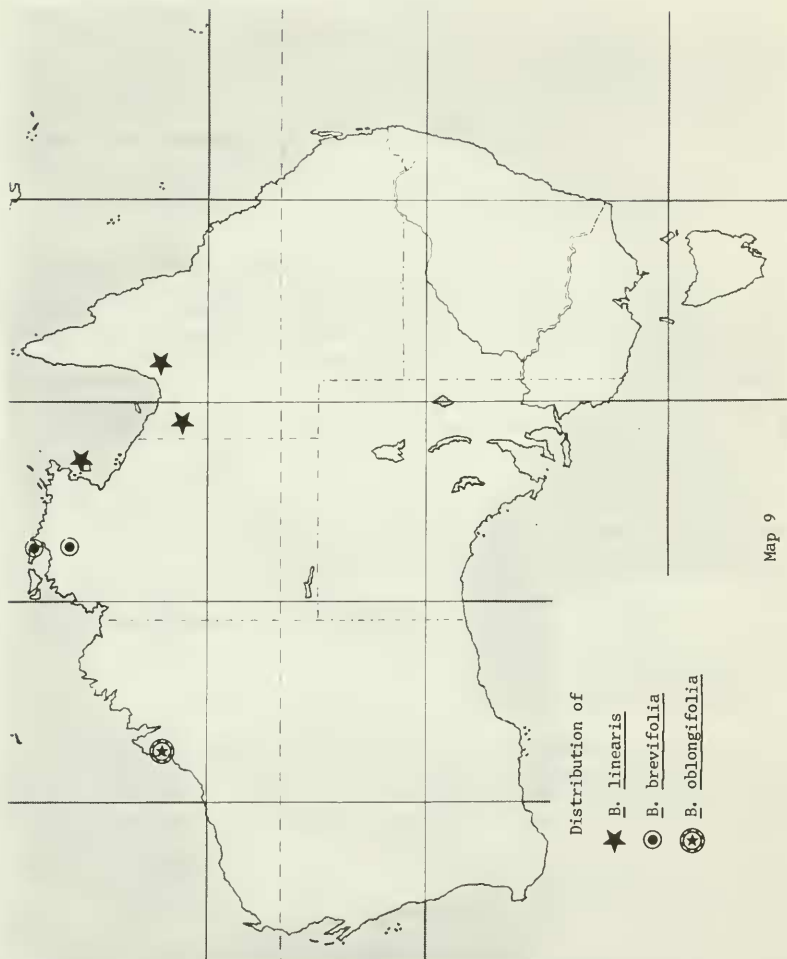 Distribution of
B. linearis
B. brevifolia
B. oblongifolia
Map 9